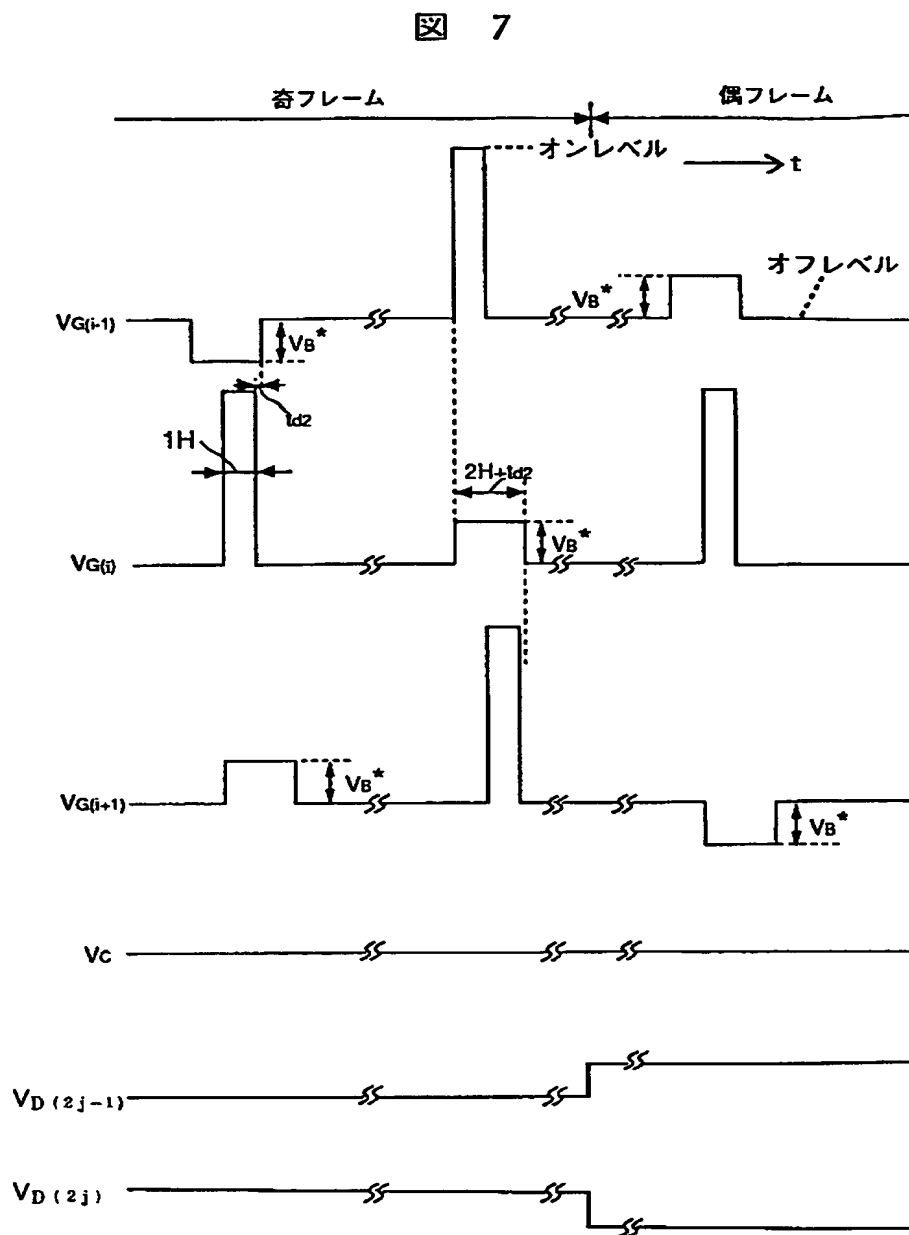 図 7
奇フレーム 偶フレーム
オンレベル
t
オフレベル
VB*
VG(i-1)
VB*
td2
1H
2H+td2
VB*
VG(i)
VB*
VG(i+1)
VB*
VC
VD(2j-1)
VD(2j)